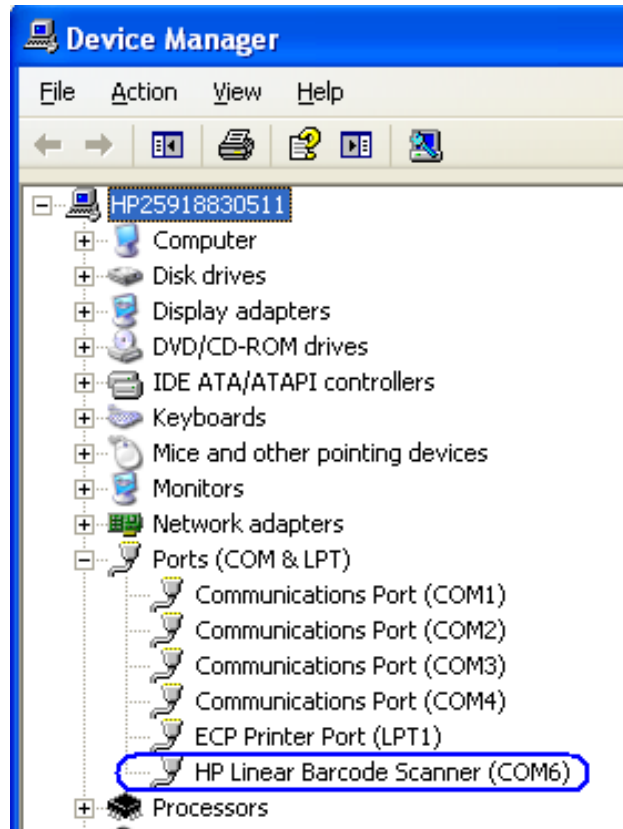 Device Manager
File Action View Help
HP25918830511
Computer
Disk drives
Display adapters
DVD/CD-ROM drives
IDE ATA/ATAPI controllers
Keyboards
Mice and other pointing devices
Monitors
Network adapters
Ports (COM & LPT)
Communications Port (COM1)
Communications Port (COM2)
Communications Port (COM3)
Communications Port (COM4)
ECP Printer Port (LPT1)
HP Linear Barcode Scanner (COM6)
Processors